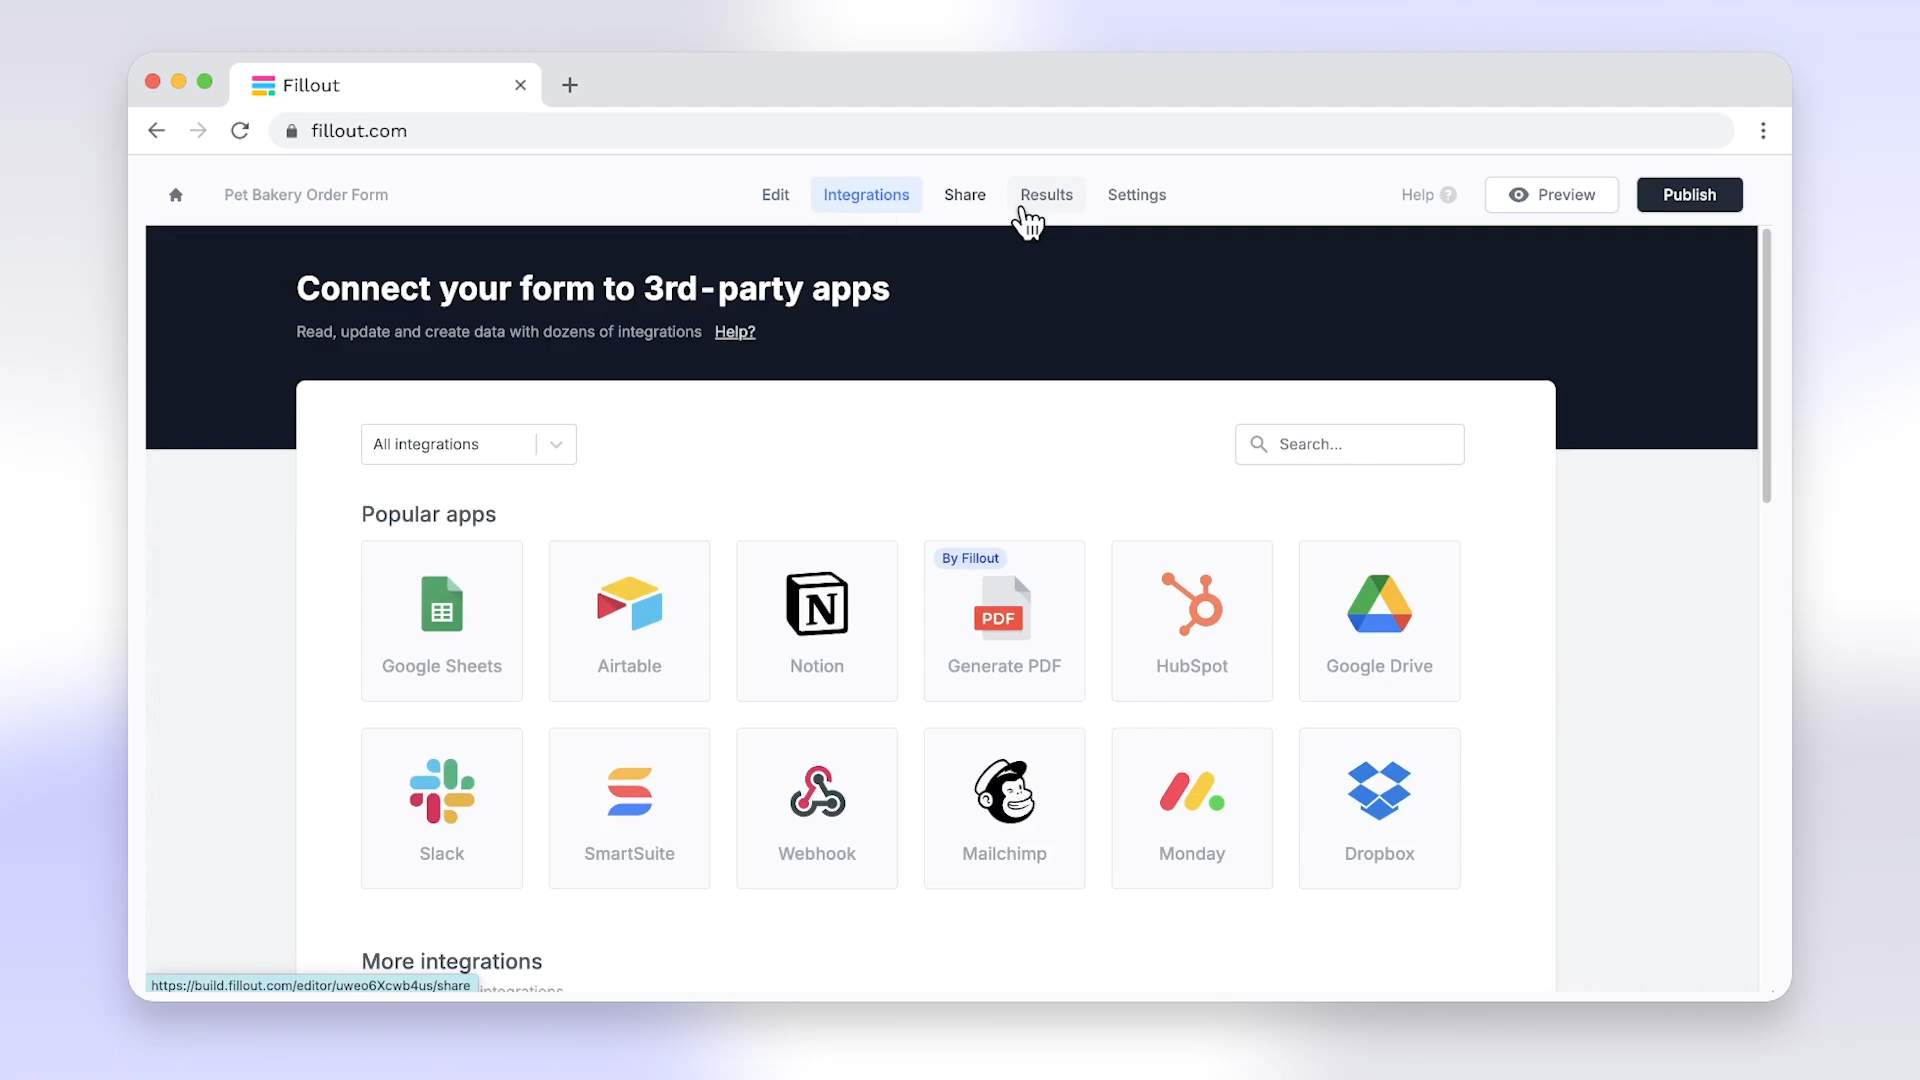 Fillout
fillout.com
Pet Bakery Order Form
Edit
Integrations
Share
Results
Settings
Help ?
Preview
Publish
Connect your form to 3rd-party apps
Read, update and create data with dozens of integrations Help?
All integrations
Search...
Popular apps
Google Sheets
Airtable
N
Notion
By Fillout
PDF
Generate PDF
HubSpot
Google Drive
Slack
SmartSuite
Webhook
Mailchimp
Monday
Dropbox
More integrations
https://build.fillout.com/editor/uweo6Xcwb4us/share
integrations